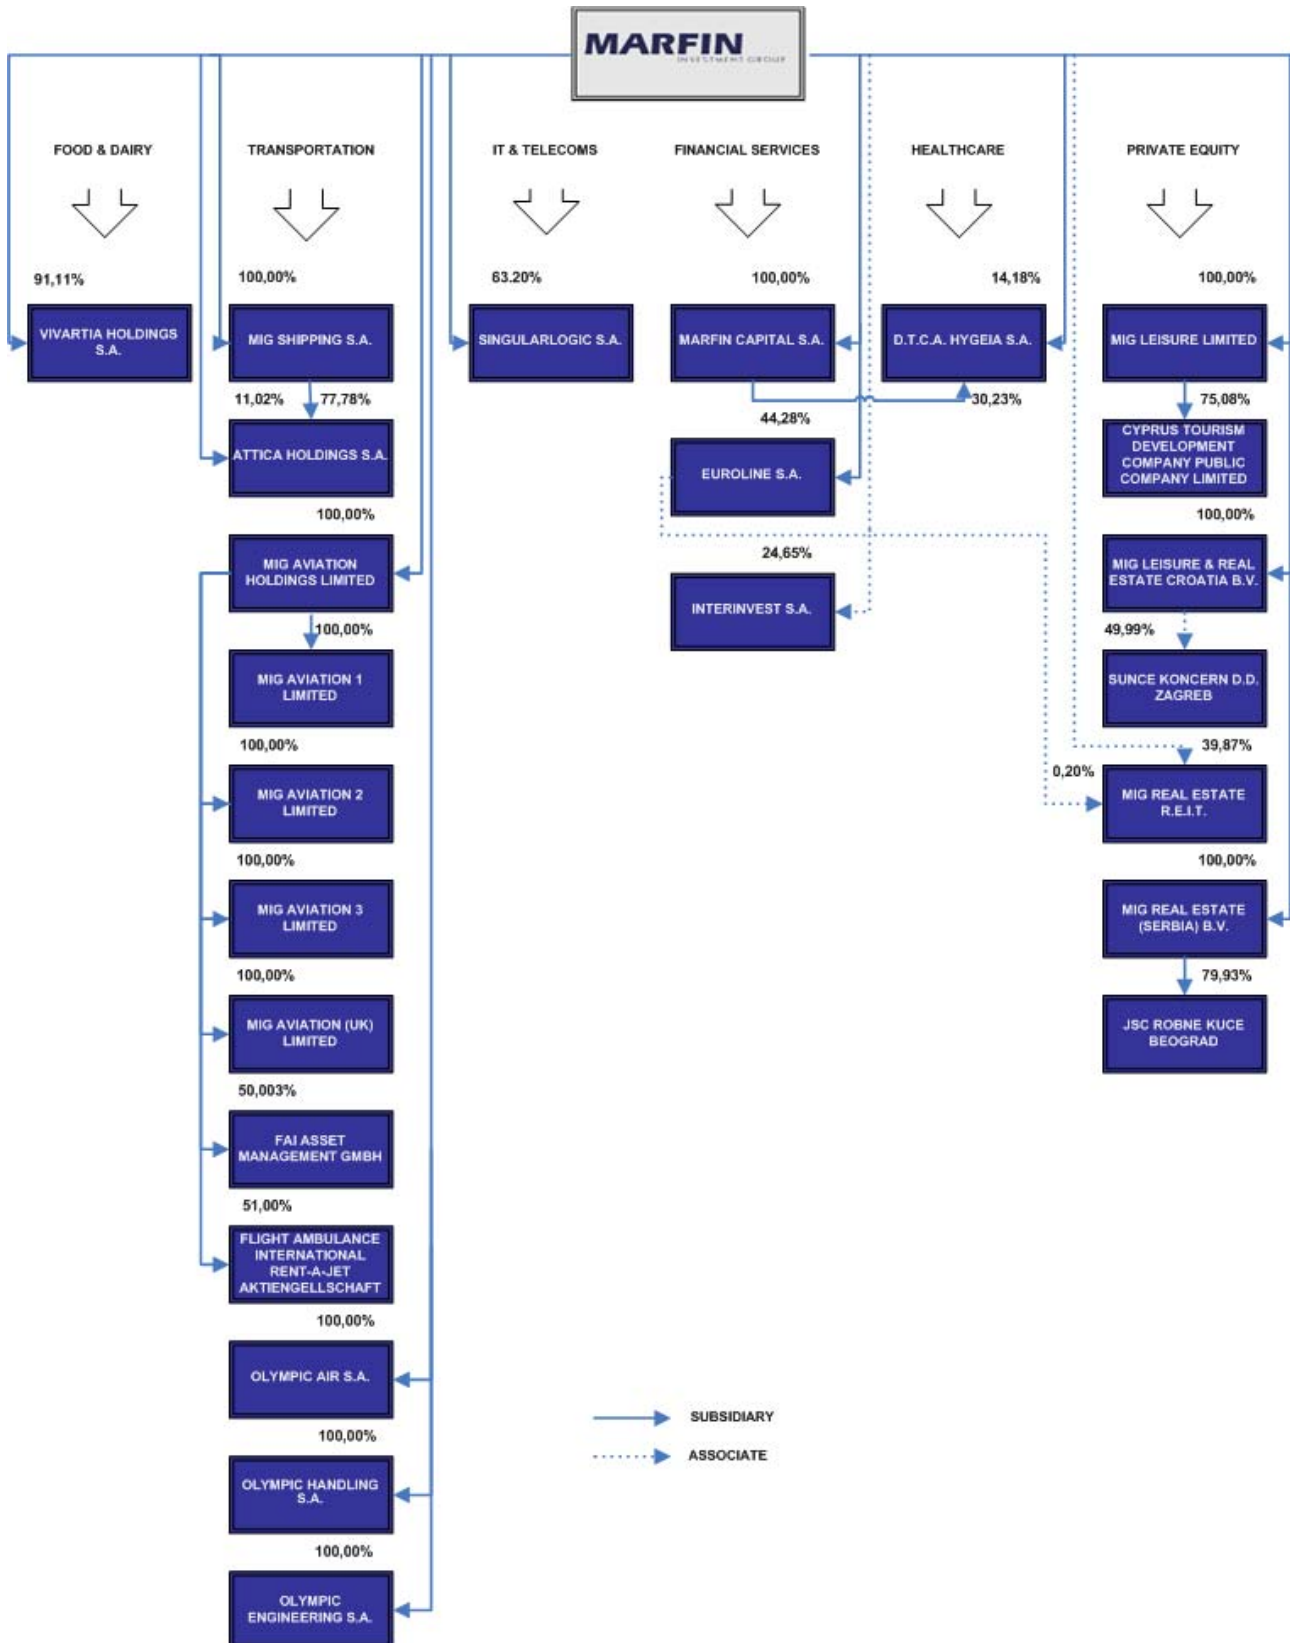 MARFIN
INVESTMENT GROUP
FOOD & DAIRY
TRANSPORTATION
IT & TELECOMS
FINANCIAL SERVICES
HEALTHCARE
PRIVATE EQUITY
91,11%
VIVARTIA HOLDINGS
S.A.
100,00%
MIG SHIPPING S.A.
11,02%
77,78%
ATTICA HOLDINGS S.A.
100,00%
MIG AVIATION
HOLDINGS LIMITED
100,00%
MIG AVIATION 1
LIMITED
100,00%
MIG AVIATION 2
LIMITED
100,00%
MIG AVIATION 3
LIMITED
100,00%
MIG AVIATION (UK)
LIMITED
50,003%
FAI ASSET
MANAGEMENT GMBH
51,00%
FLIGHT AMBULANCE
INTERNATIONAL
RENT-A-JET
AKTIENGELLSCHAFT
100,00%
OLYMPIC AIR S.A.
100,00%
OLYMPIC HANDLING
S.A.
100,00%
OLYMPIC
ENGINEERING S.A.
63.20%
SINGULARLOGIC S.A.
100,00%
MARFIN CAPITAL S.A.
44,28%
EUROLINE S.A.
24,65%
INTERINVEST S.A.
14,18%
D.T.C.A. HYGEIA S.A.
30,23%
100,00%
MIG LEISURE LIMITED
75,08%
CYPRUS TOURISM
DEVELOPMENT
COMPANY PUBLIC
COMPANY LIMITED
100,00%
MIG LEISURE & REAL
ESTATE CROATIA B.V.
49,99%
SUNCE KONCERN D.D.
ZAGREB
39,87%
0,20%
MIG REAL ESTATE
R.E.I.T.
100,00%
MIG REAL ESTATE
(SERBIA) B.V.
79,93%
JSC ROBNE KUCE
BEOGRAD
SUBSIDIARY
ASSOCIATE